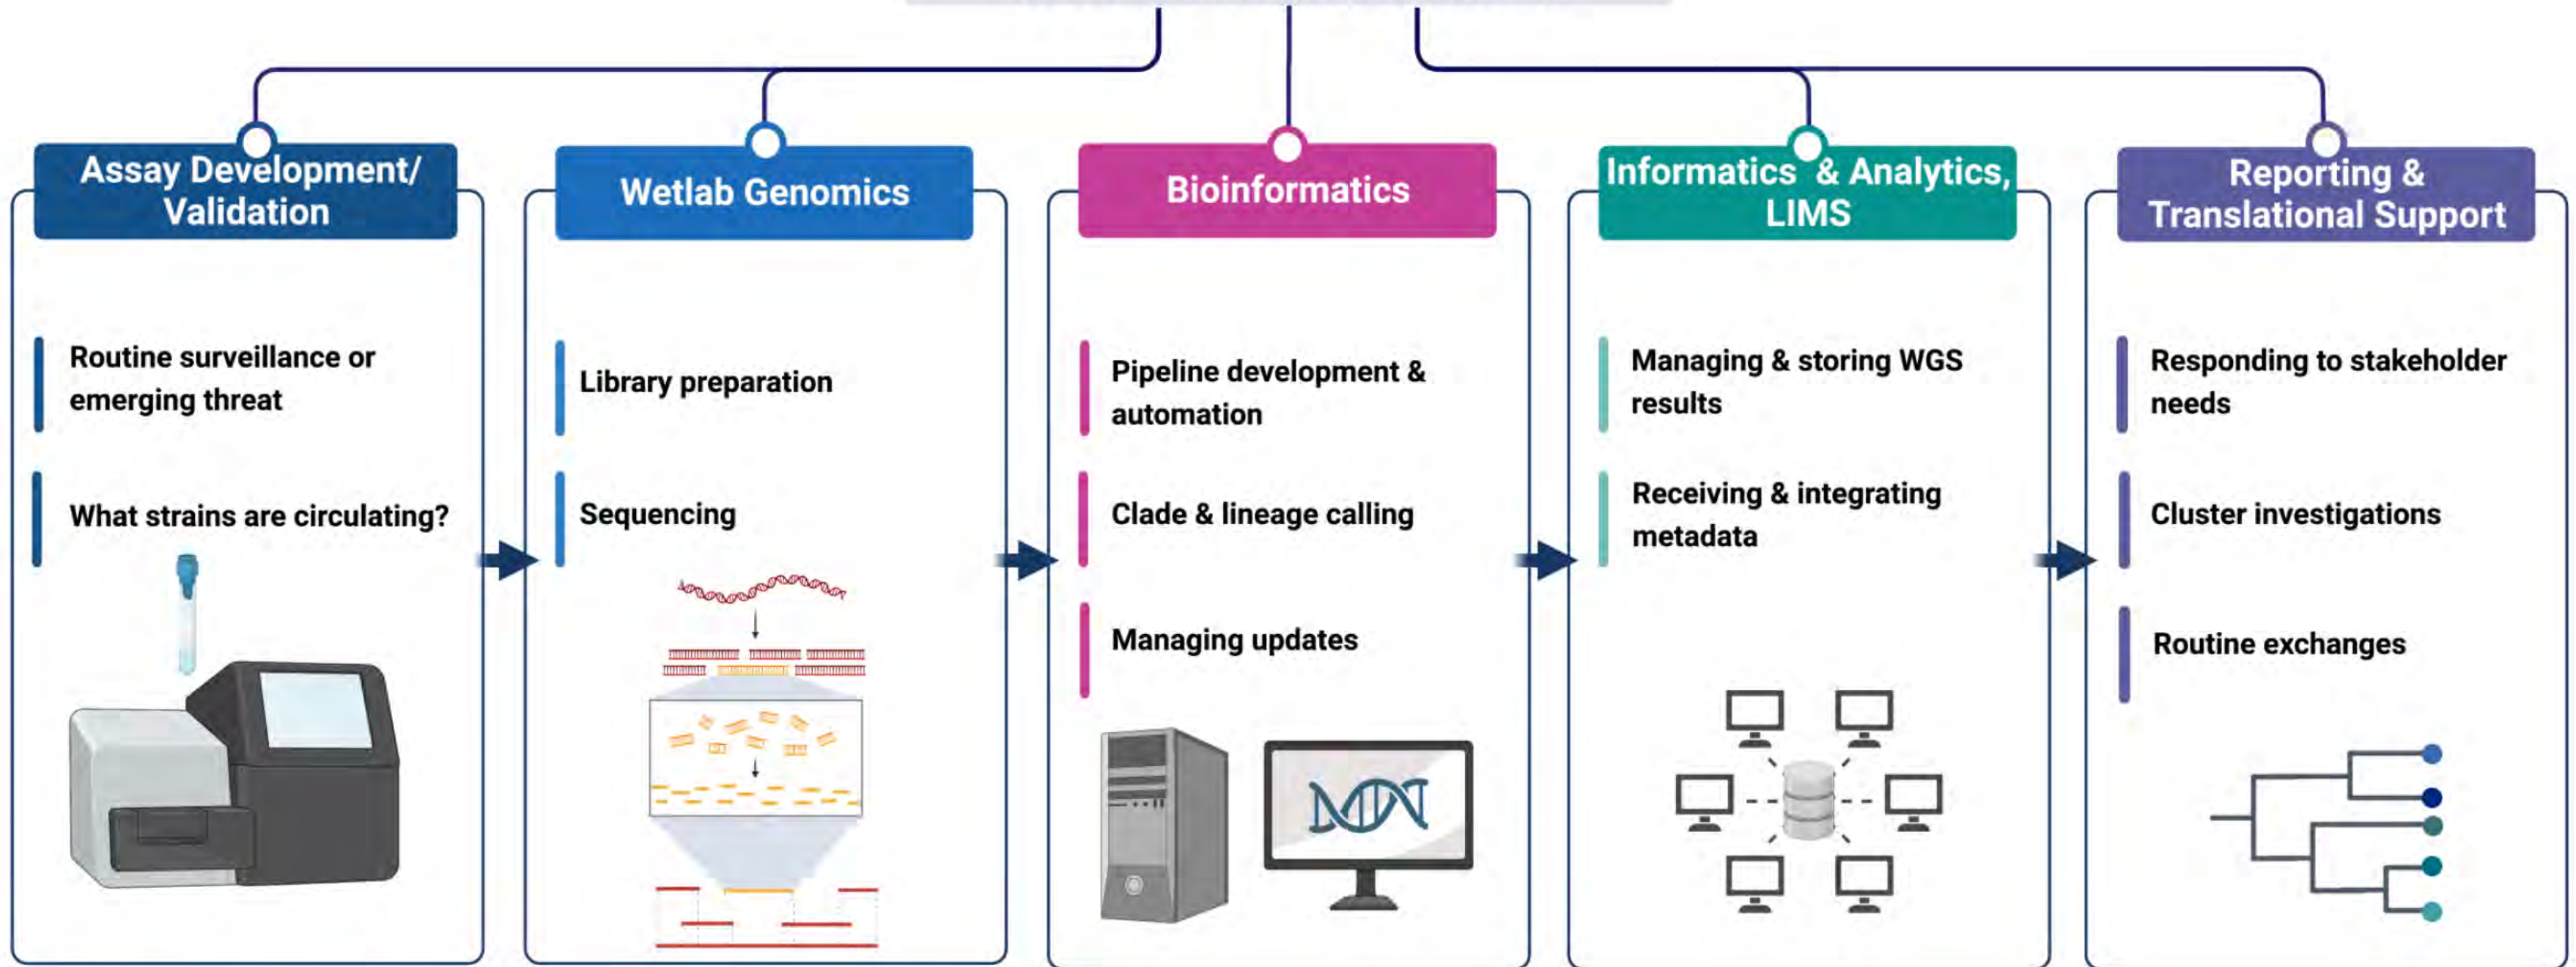 Assay Development/
Validation
Routine surveillance or
emerging threat
What strains are circulating?
Wetlab Genomics
Library preparation
Sequencing
Bioinformatics
Pipeline development &
automation
Clade & lineage calling
Managing updates
Informatics & Analytics,
LIMS
Managing & storing WGS
results
Receiving & integrating
metadata
Reporting &
Translational Support
Responding to stakeholder
needs
Cluster investigations
Routine exchanges